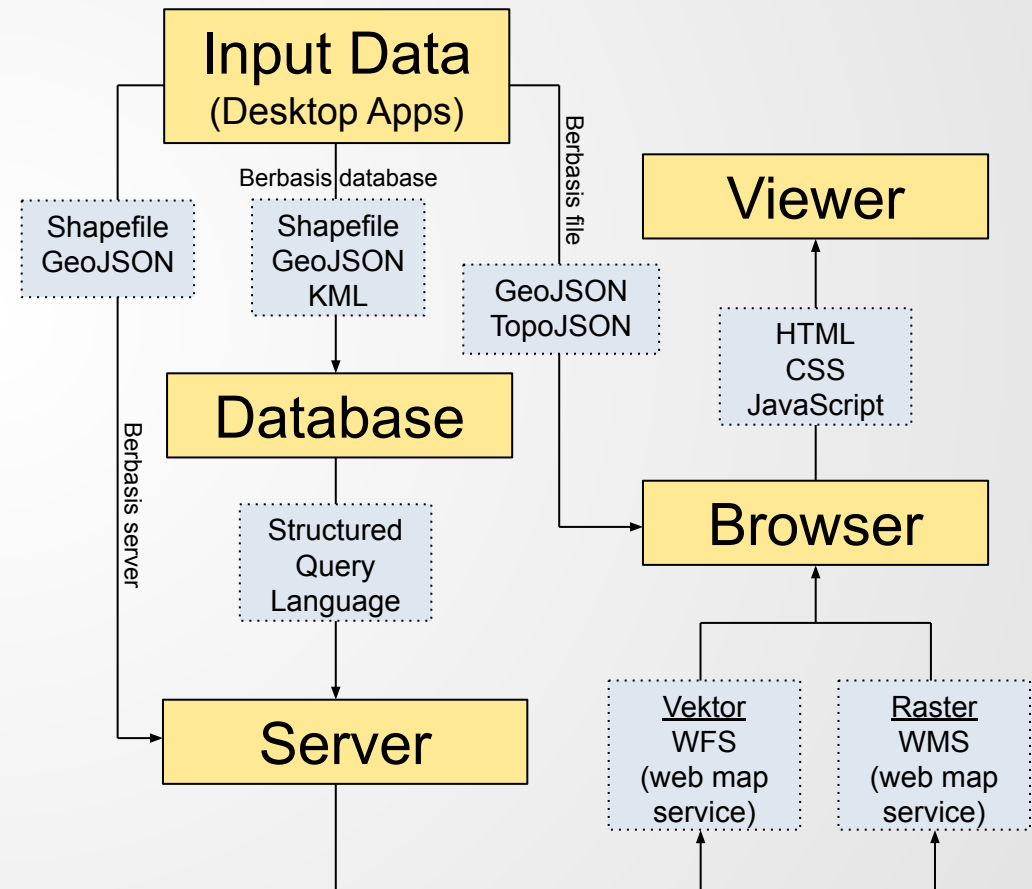 Input Data
(Desktop Apps)
Berbasis database
Berbasis file
Shapefile
GeoJSON
Shapefile
GeoJSON
KML
GeoJSON
TopoJSON
Viewer
HTML
CSS
JavaScript
Database
Berbasis server
Structured
Query
Language
Browser
Server
Vektor
WFS
(web map
service)
Raster
WMS
(web map
service)